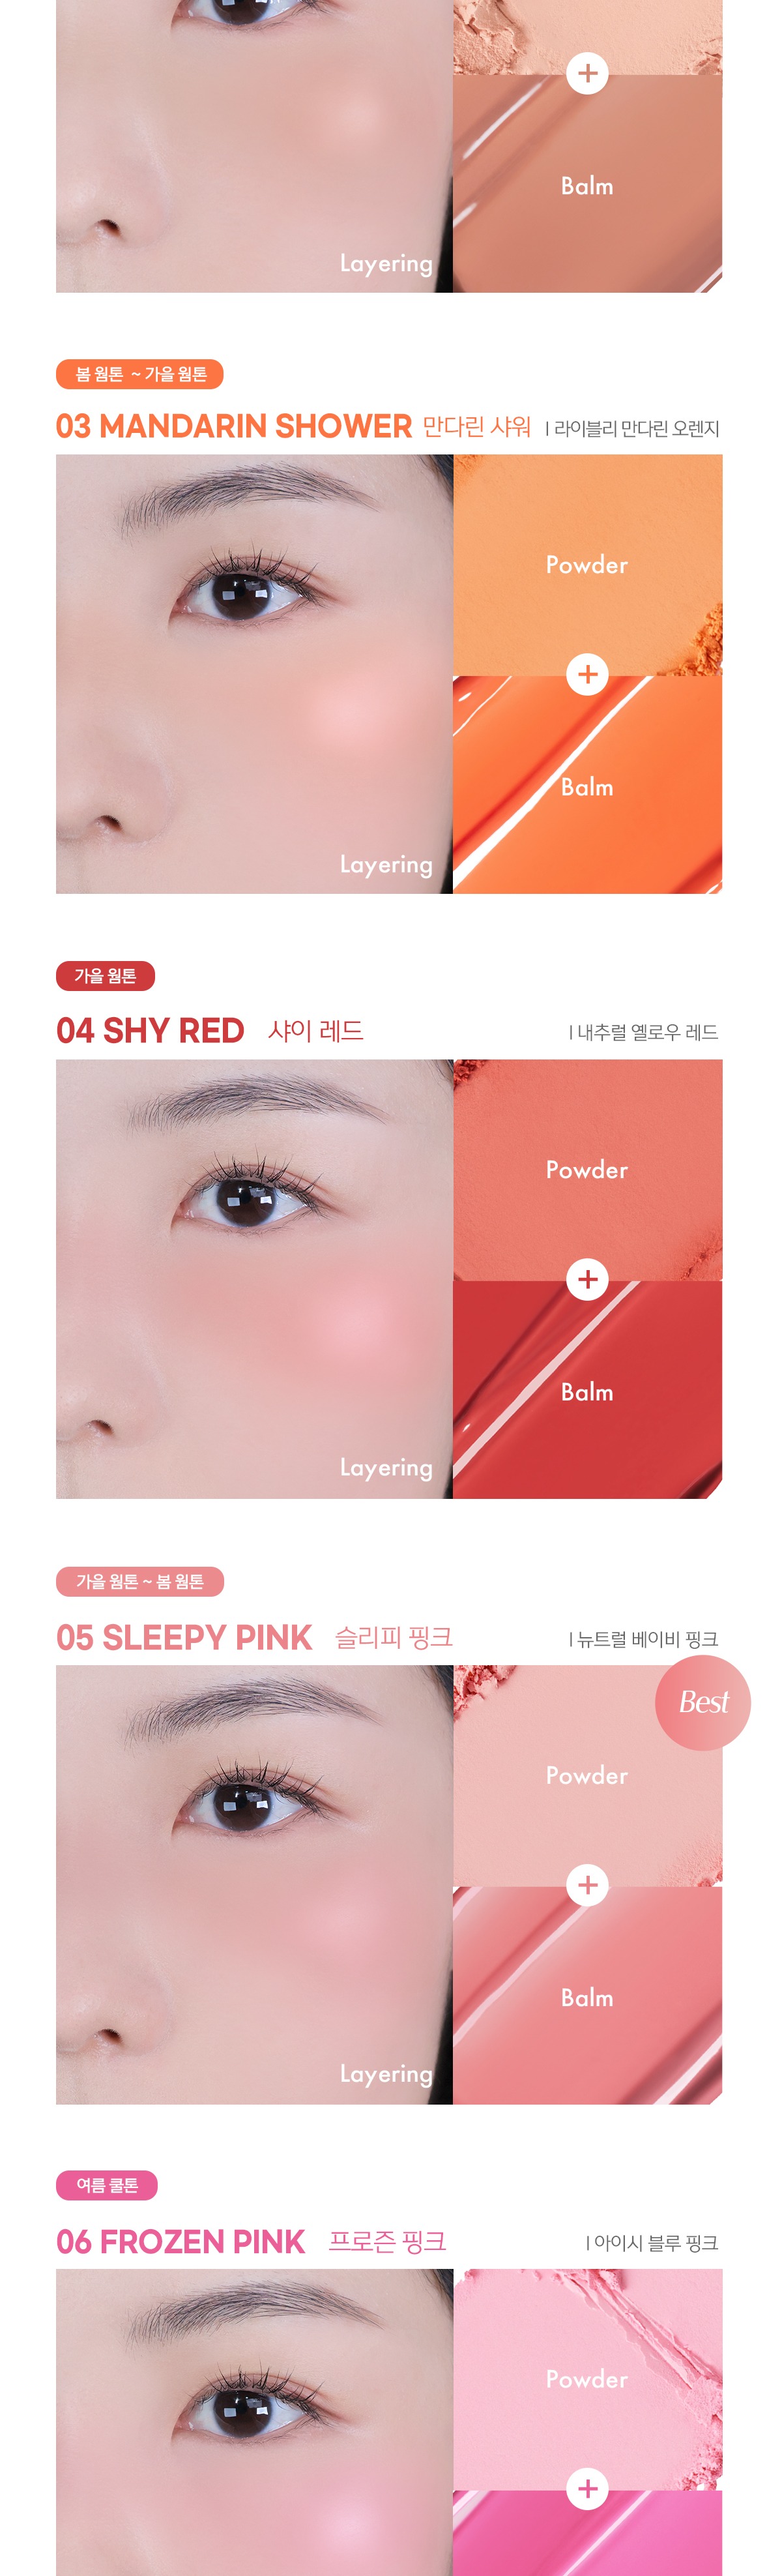 Balm
Layering
봄 웜톤 ~ 가을 웜톤
03 MANDARIN SHOWER 만다린 샤워 | 라이블리 만다린 오렌지
Powder
+
Balm
Layering
가을 웜톤
04 SHY RED 샤이 레드 | 내추럴 옐로우 레드
Powder
+
Balm
Layering
가을 웜톤 ~ 봄 웜톤
05 SLEEPY PINK 슬리피 핑크 | 뉴트럴 베이비 핑크
Best
Powder
+
Balm
Layering
여름 쿨톤
06 FROZEN PINK 프로즌 핑크 | 아이시 블루 핑크
Powder
+